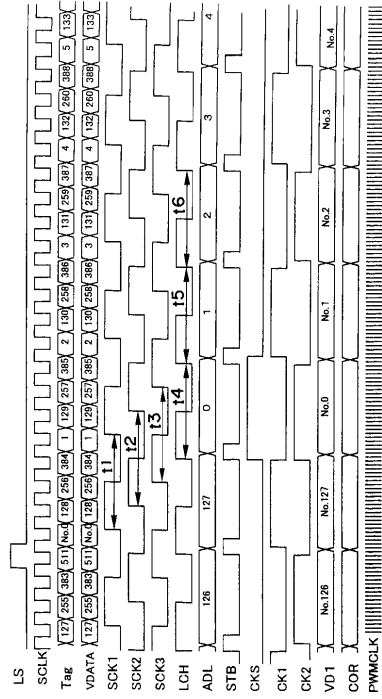 LS
SCLK
Tag 127 255 383 511 No.0 128 256 384 1 129 257 385 2 130 258 386 3 131 259 387 4 132 260 388 5 133
VDATA 127 255 383 511 No.0 128 256 384 1 129 257 385 2 130 258 386 3 131 259 387 4 132 260 388 5 133
SCK1 t1
SCK2 t2
SCK3 t3
LCH t4 t5 t6
ADL 126 127 0 1 2 3 4
STB
CKS
CK1
CK2
VD1 No.126 No.127 No.0 No.1 No.2 No.3 No.4
COR
PWMCLK